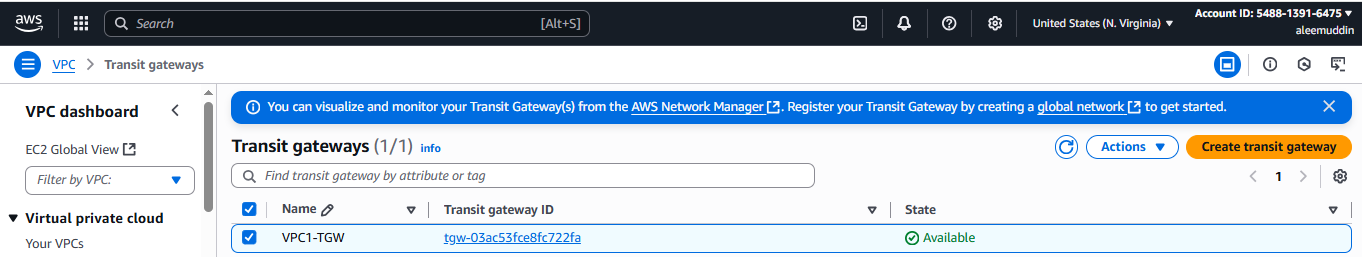 aws
Search [Alt+S]
United States (N. Virginia)
Account ID: 5488-1391-6475
aleemuddin
VPC > Transit gateways
VPC dashboard
EC2 Global View
Filter by VPC:
Virtual private cloud
Your VPCs
You can visualize and monitor your Transit Gateway(s) from the AWS Network Manager. Register your Transit Gateway by creating a global network to get started.
Transit gateways (1/1) info
Actions
Create transit gateway
Find transit gateway by attribute or tag
1
Name Transit gateway ID State
VPC1-TGW tgw-03ac53fce8fc722fa Available